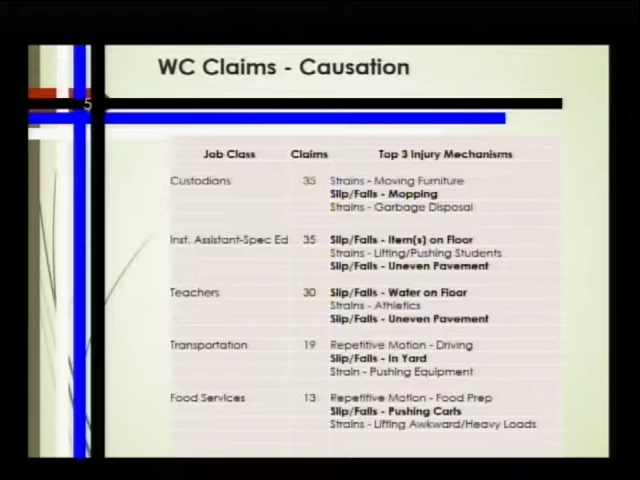 WC Claims - Causation
5
Job Class Claims Top 3 Injury Mechanisms
Custodians 35 Strains - Moving Furniture
Slip/Falls - Mopping
Strains - Garbage Disposal
Inst. Assistant-Spec Ed 35 Slip/Falls - Item(s) on Floor
Strains - Lifting/Pushing Students
Slip/Falls - Uneven Pavement
Teachers 30 Slip/Falls - Water on Floor
Strains - Athletics
Slip/Falls - Uneven Pavement
Transportation 19 Repetitive Motion - Driving
Slip/Falls - In Yard
Strain - Pushing Equipment
Food Services 13 Repetitive Motion - Food Prep
Slip/Falls - Pushing Carts
Strains - Lifting Awkward/Heavy Loads